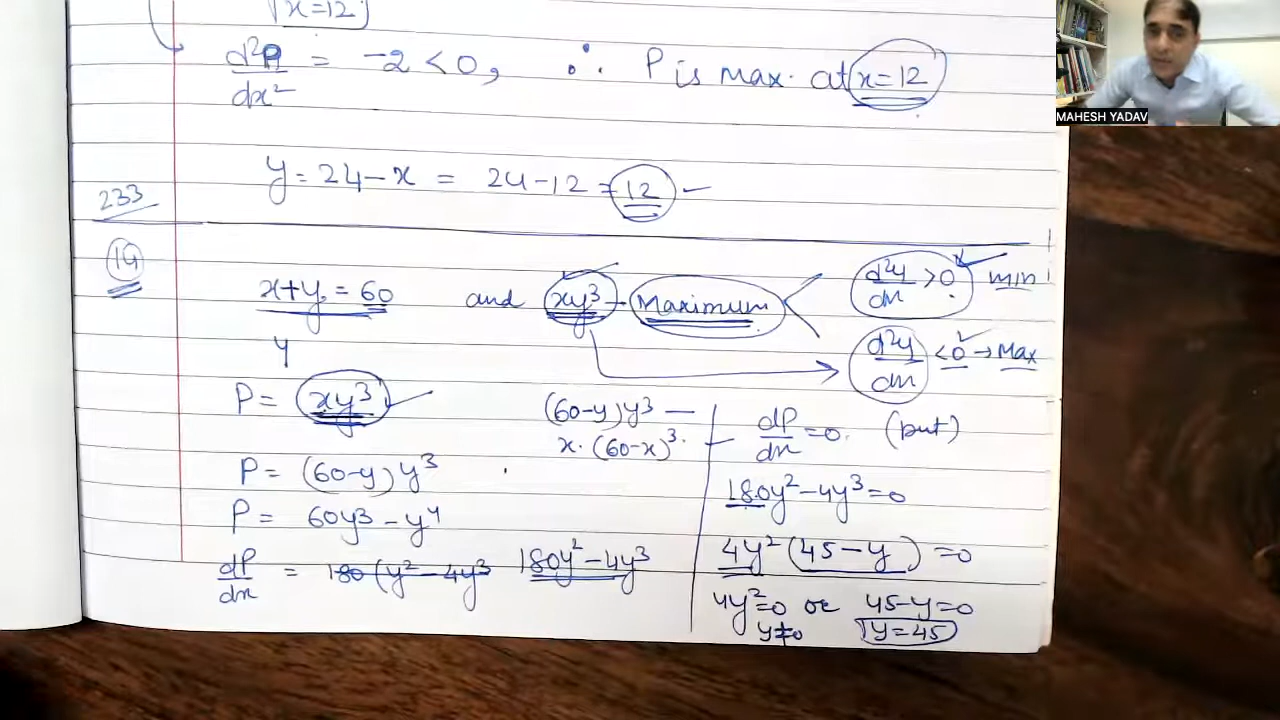 x=12
d²P/dx² = -2 < 0, ∴ P is max. at x=12
MAHESH YADAV
y = 24-x = 24-12 = 12
233
19
x+y = 60 and xy³ - Maximum d²y/dx > 0 min
y d²y/dx < 0 → Max
P = xy³ (60-y)y³ — dP/dx = 0. (put)
x.(60-x)³.
P = (60-y)y³ 180y²-4y³=0
P = 60y³ - y⁴
4y²(45-y) = 0
dP/dx = 180(y²-4y³ 180y²-4y³
4y²=0 or 45-y=0
y≠0 y=45